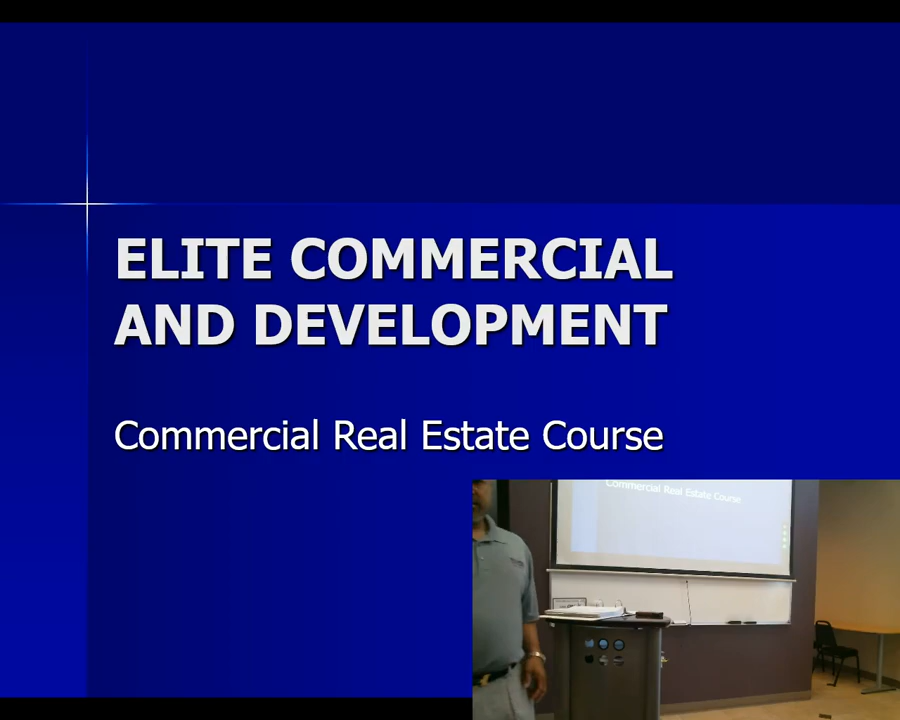 ELITE COMMERCIAL
AND DEVELOPMENT
Commercial Real Estate Course
Commercial Real Estate Course